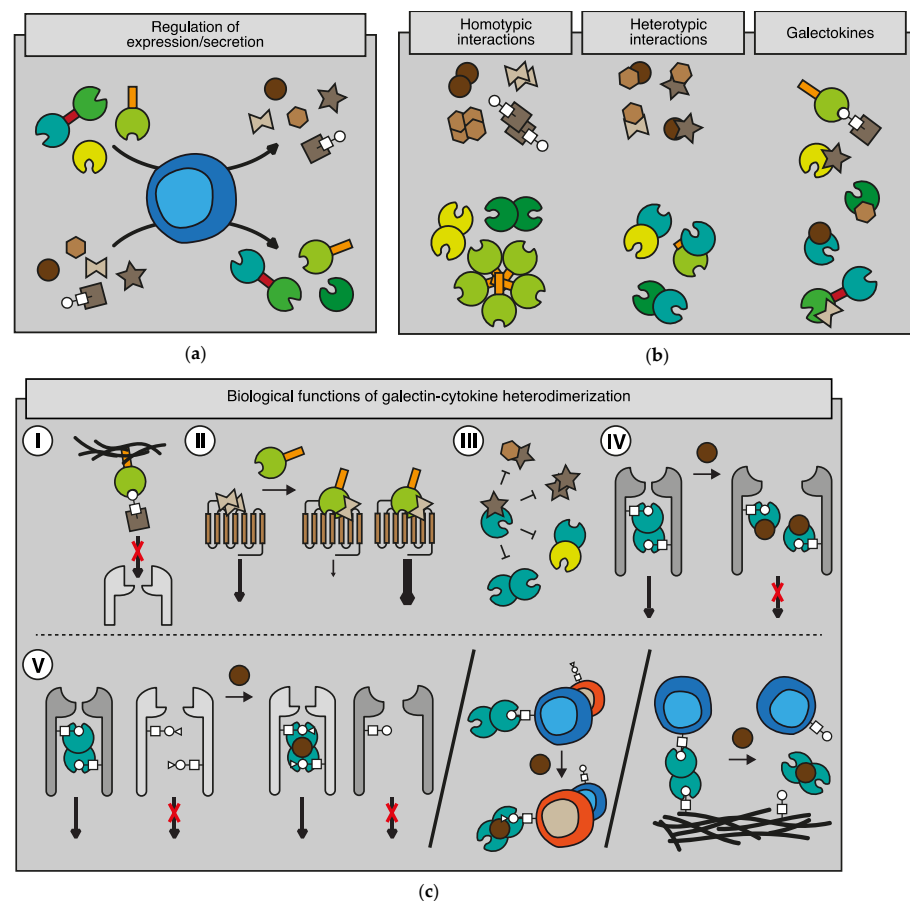 Regulation of
expression/secretion
(a)
Homotypic
interactions
Heterotypic
interactions
Galectokines
(b)
Biological functions of galectin-cytokine heterodimerization
I
II
III
IV
V
(c)